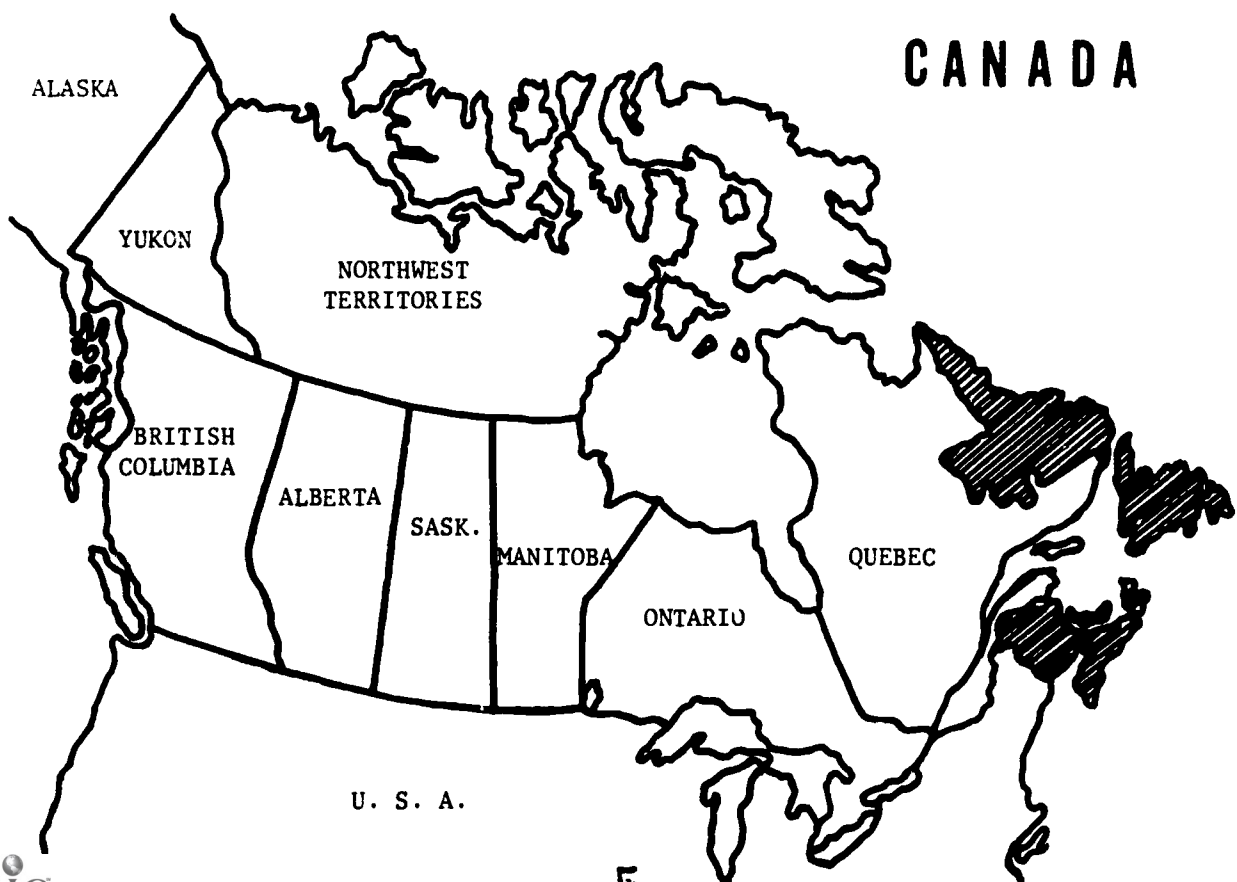 CANADA
ALASKA
YUKON
NORTHWEST
TERRITORIES
BRITISH
COLUMBIA
ALBERTA
SASK.
MANITOBA
QUEBEC
ONTARIO
U. S. A.